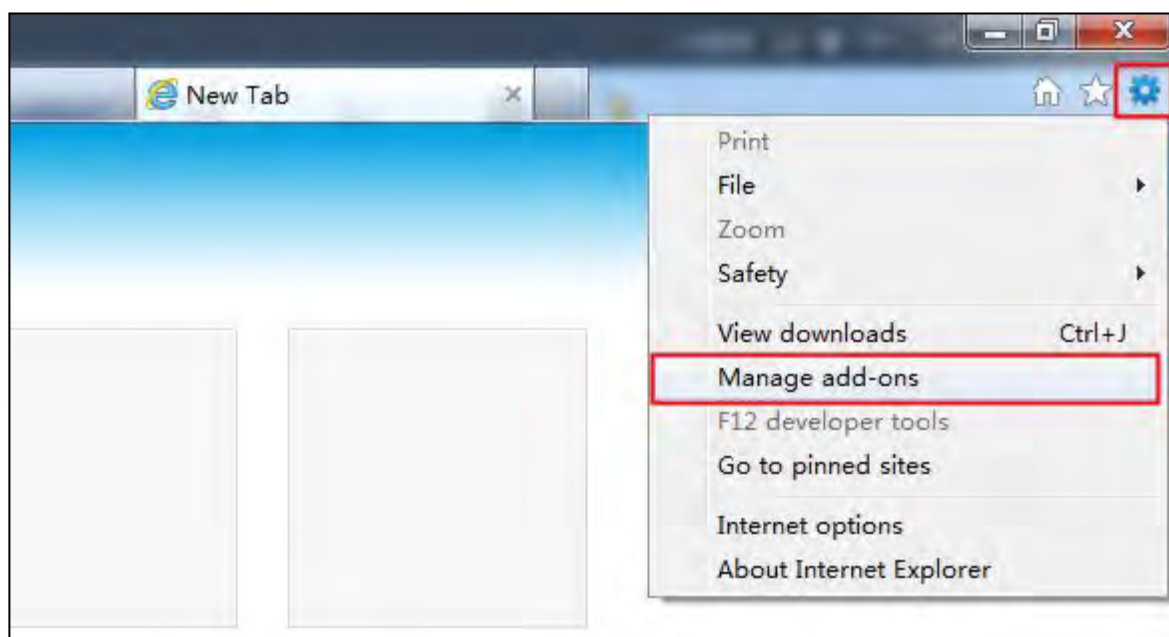 New Tab
Print
File
Zoom
Safety
View downloads Ctrl+J
Manage add-ons
F12 developer tools
Go to pinned sites
Internet options
About Internet Explorer